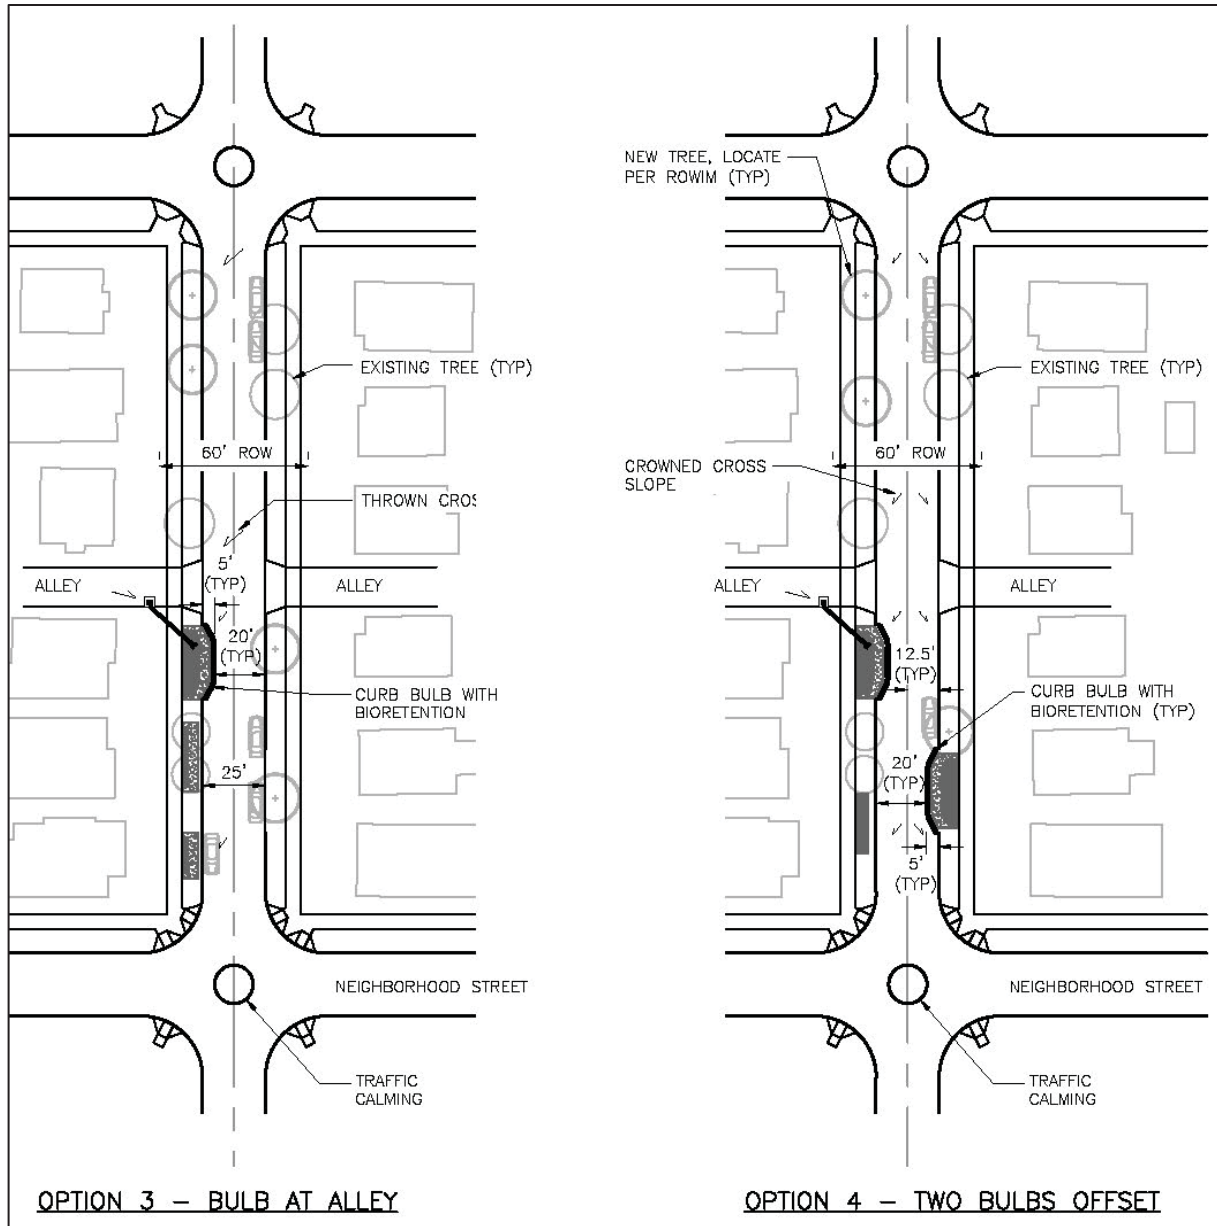 EXISTING TREE (TYP)
60' ROW
THROWN CROS
5'
(TYP)
ALLEY
ALLEY
20'
(TYP)
CURB BULB WITH
BIORETENTION
25'
NEIGHBORHOOD STREET
TRAFFIC
CALMING
OPTION 3 – BULB AT ALLEY
NEW TREE, LOCATE
PER ROWIM (TYP)
EXISTING TREE (TYP)
60' ROW
CROWNED CROSS
SLOPE
ALLEY
ALLEY
12.5'
(TYP)
CURB BULB WITH
BIORETENTION (TYP)
20'
(TYP)
5'
(TYP)
NEIGHBORHOOD STREET
TRAFFIC
CALMING
OPTION 4 – TWO BULBS OFFSET